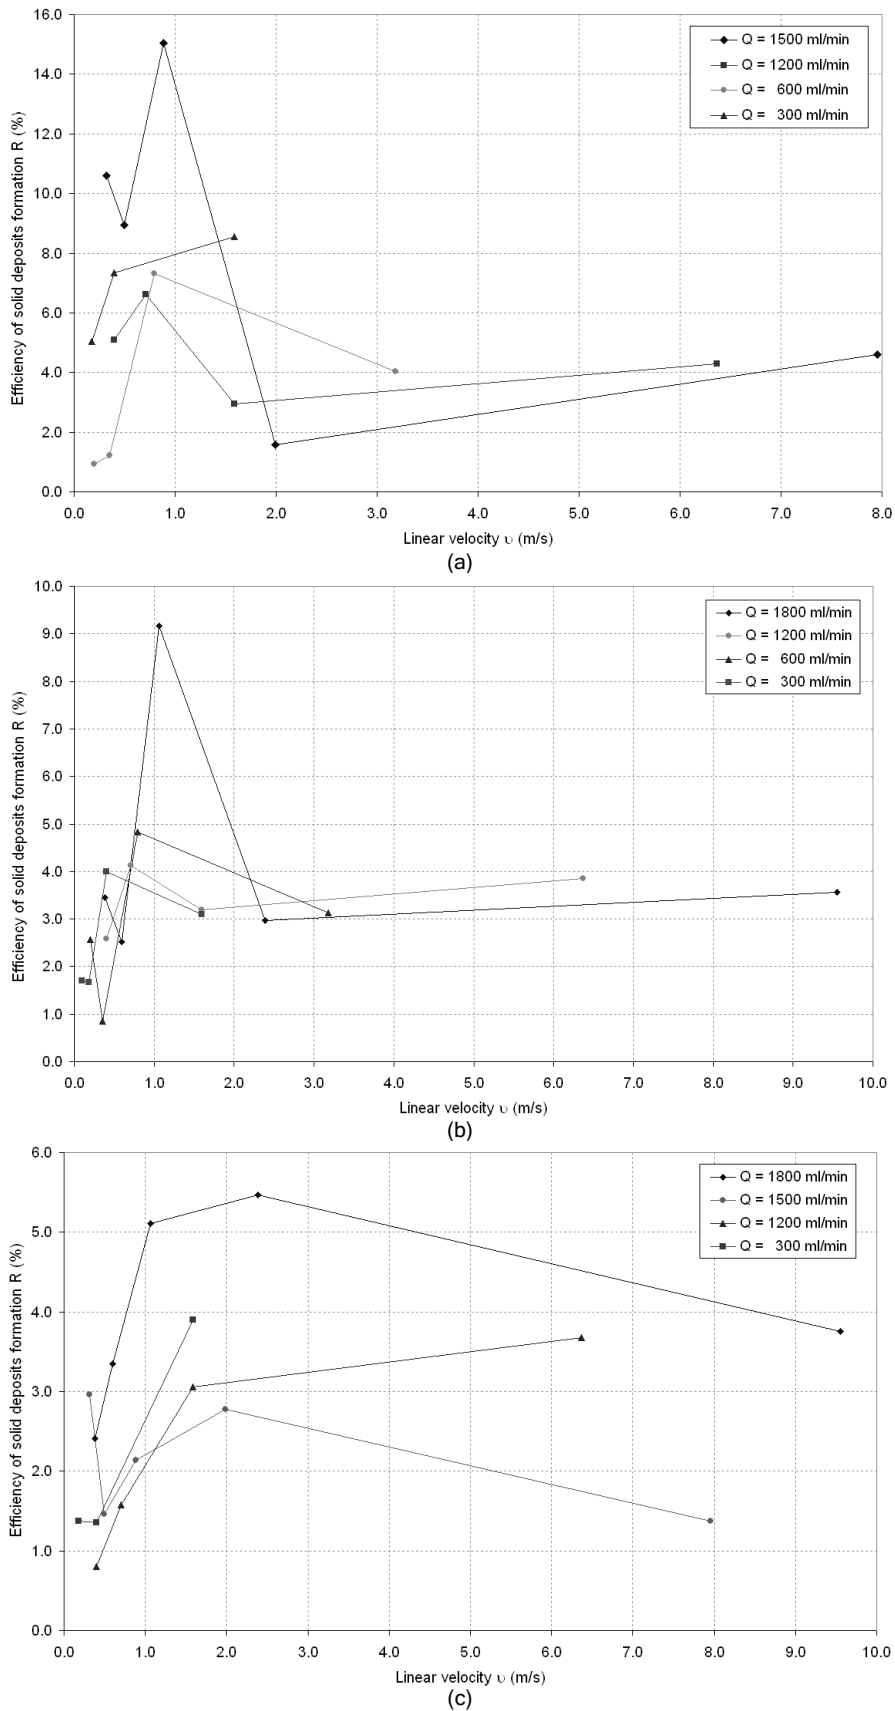 16.0
14.0
12.0
10.0
8.0
6.0
4.0
2.0
0.0
Efficiency of solid deposits formation R (%)
Q = 1500 ml/min
Q = 1200 ml/min
Q = 600 ml/min
Q = 300 ml/min
0.0 1.0 2.0 3.0 4.0 5.0 6.0 7.0 8.0
Linear velocity υ (m/s)
(a)
10.0
9.0
8.0
7.0
6.0
5.0
4.0
3.0
2.0
1.0
0.0
Efficiency of solid deposits formation R (%)
Q = 1800 ml/min
Q = 1200 ml/min
Q = 600 ml/min
Q = 300 ml/min
0.0 1.0 2.0 3.0 4.0 5.0 6.0 7.0 8.0 9.0 10.0
Linear velocity υ (m/s)
(b)
6.0
5.0
4.0
3.0
2.0
1.0
0.0
Efficiency of solid deposits formation R (%)
Q = 1800 ml/min
Q = 1500 ml/min
Q = 1200 ml/min
Q = 300 ml/min
0.0 1.0 2.0 3.0 4.0 5.0 6.0 7.0 8.0 9.0 10.0
Linear velocity υ (m/s)
(c)